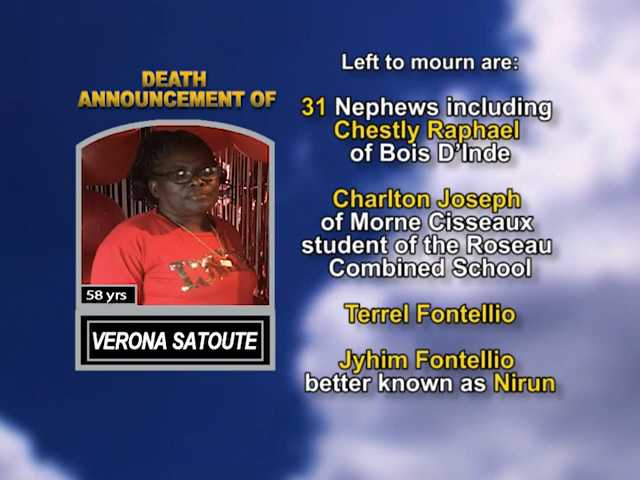 DEATH
ANNOUNCEMENT OF
58 yrs
VERONA SATOUTE
Left to mourn are:
31 Nephews including
Chestly Raphael
of Bois D'Inde
Charlton Joseph
of Morne Cisseaux
student of the Roseau
Combined School
Terrel Fontellio
Jyhim Fontellio
better known as Nirun